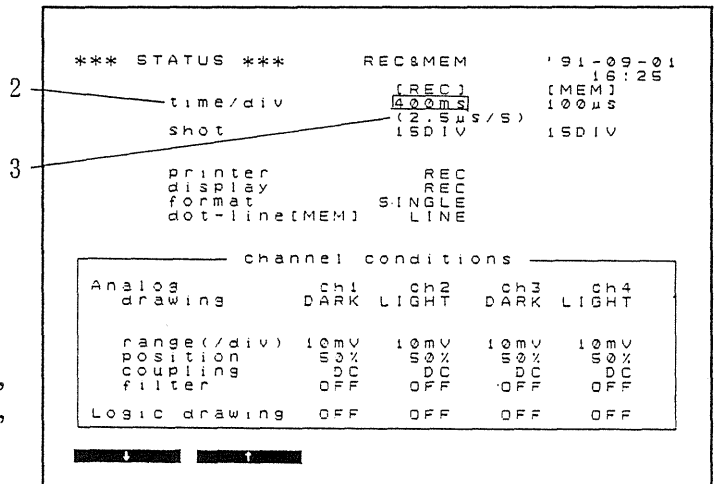 *** STATUS *** REC&MEM '91-09-01
16:25
[REC] [MEM]
2 time/div 400ms 100µs
3 (2.5µs/S)
shot 15DIV 15DIV
printer REC
display REC
format SINGLE
dot-line[MEM] LINE
channel conditions
Analog ch1 ch2 ch3 ch4
drawing DARK LIGHT DARK LIGHT
range(/div) 10mV 10mV 10mV 10mV
position 50% 50% 50% 50%
coupling DC DC DC DC
filter OFF OFF OFF OFF
Logic drawing OFF OFF OFF OFF
↓ ↑